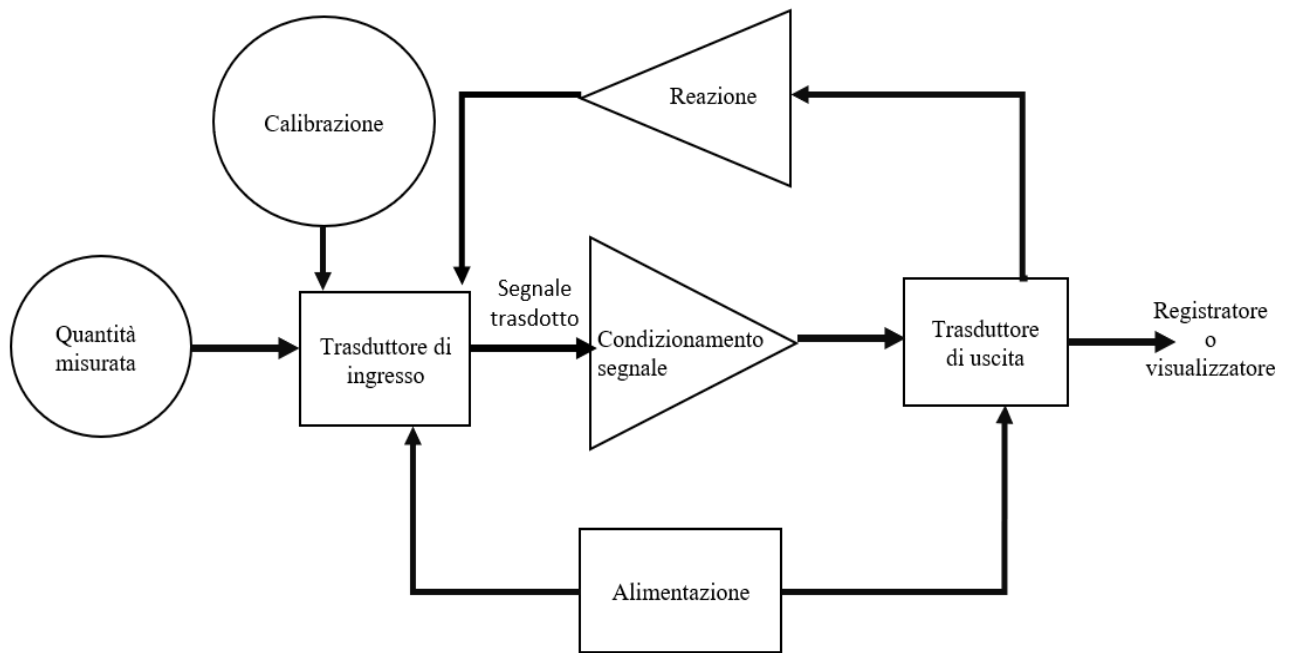 Calibrazione
Reazione
Quantità
misurata
Trasduttore di
ingresso
Segnale
trasdotto
Condizionamento
segnale
Trasduttore
di uscita
Registratore
o
visualizzatore
Alimentazione